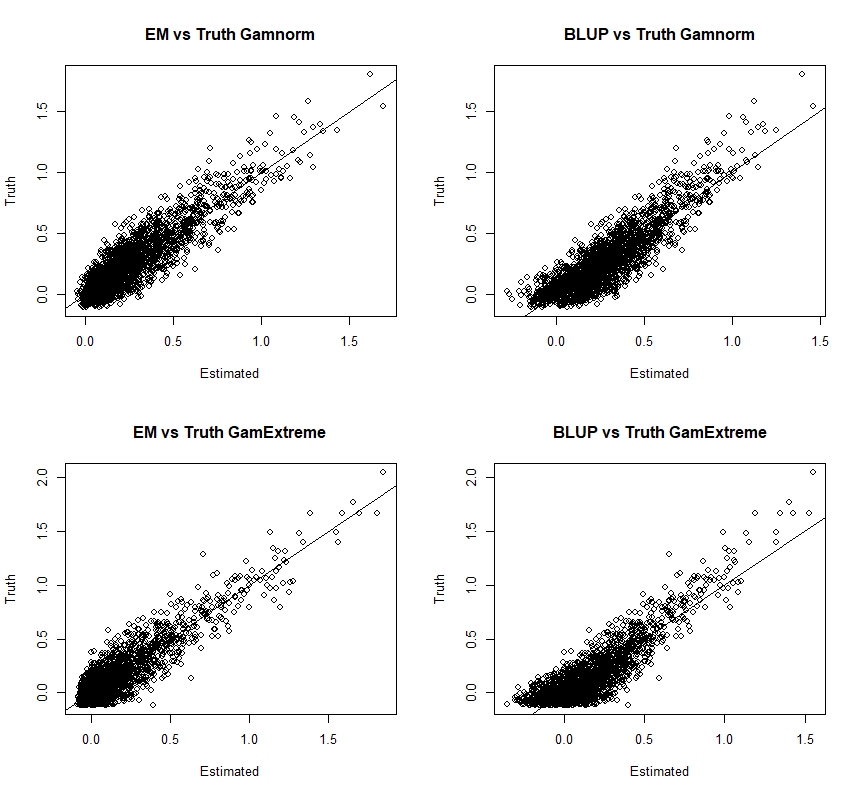 EM vs Truth Gamnorm
Truth
1.5
1.0
0.5
0.0
0.0 0.5 1.0 1.5
Estimated
BLUP vs Truth Gamnorm
Truth
1.5
1.0
0.5
0.0
0.0 0.5 1.0 1.5
Estimated
EM vs Truth GamExtreme
Truth
2.0
1.5
1.0
0.5
0.0
0.0 0.5 1.0 1.5
Estimated
BLUP vs Truth GamExtreme
Truth
2.0
1.5
1.0
0.5
0.0
0.0 0.5 1.0 1.5
Estimated